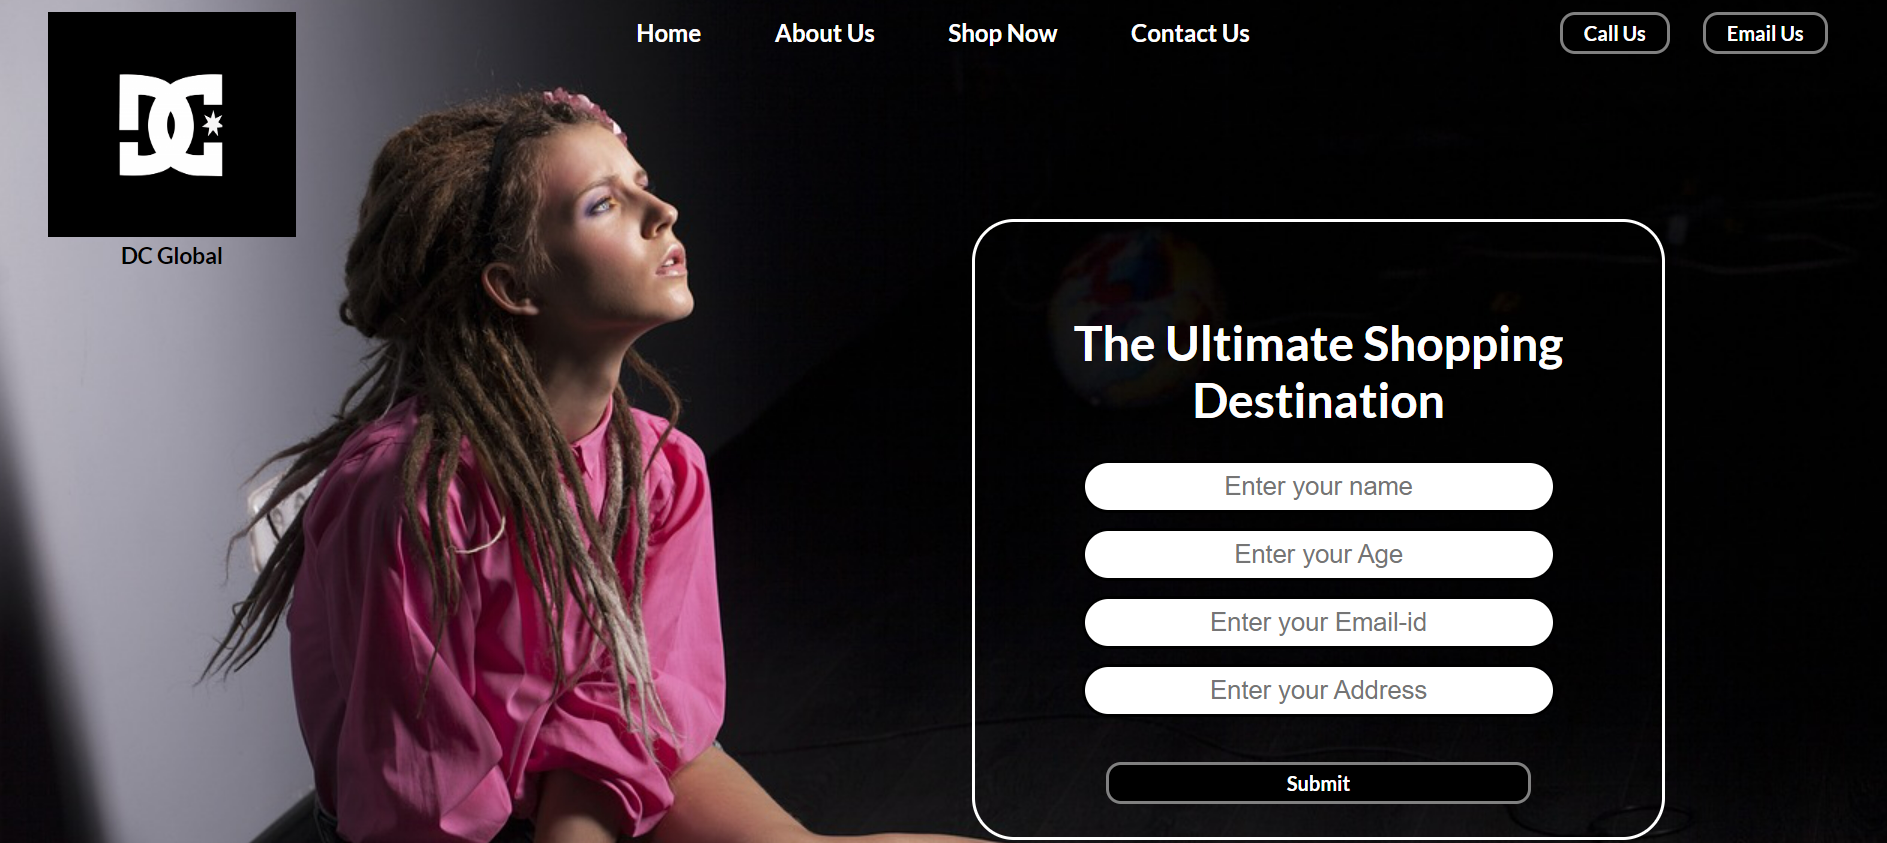 Home
About Us
Shop Now
Contact Us
Call Us
Email Us
DC
DC Global
The Ultimate Shopping
Destination
Enter your name
Enter your Age
Enter your Email-id
Enter your Address
Submit